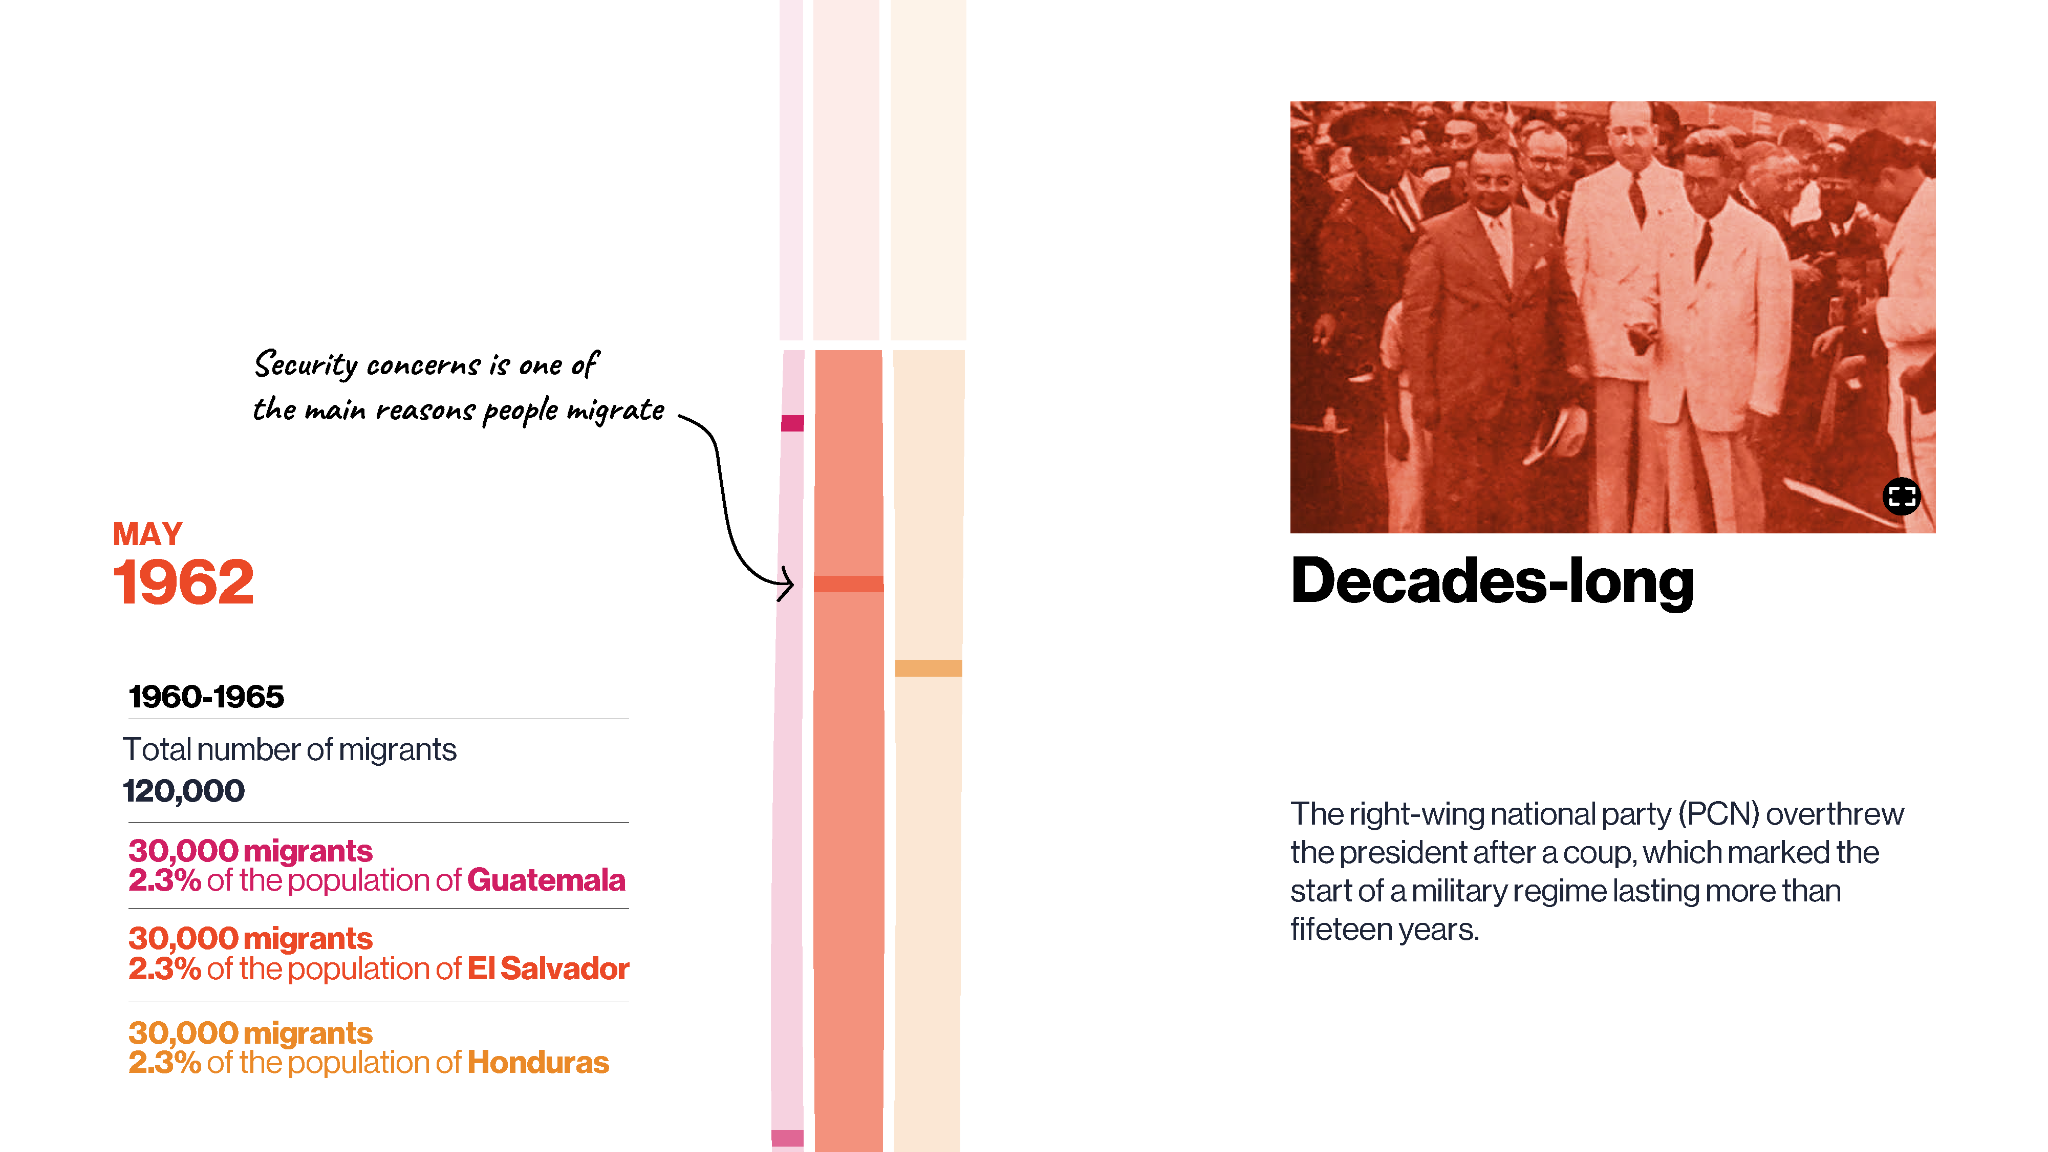 Security concerns is one of
the main reasons people migrate
MAY
1962
1960-1965
Total number of migrants
120,000
30,000 migrants
2.3% of the population of Guatemala
30,000 migrants
2.3% of the population of El Salvador
30,000 migrants
2.3% of the population of Honduras
Decades-long
The right-wing national party (PCN) overthrew
the president after a coup, which marked the
start of a military regime lasting more than
fifeteen years.